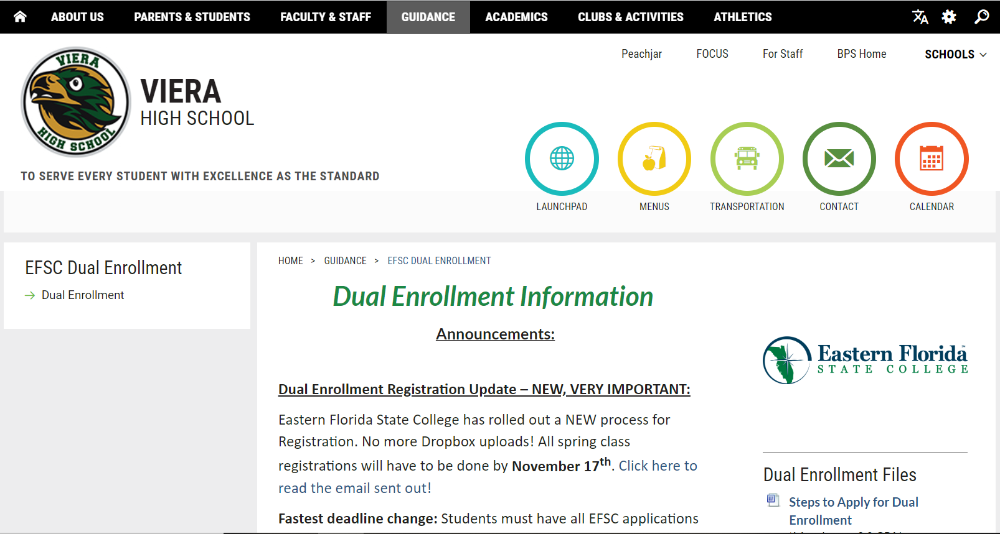 ABOUT US PARENTS & STUDENTS FACULTY & STAFF GUIDANCE ACADEMICS CLUBS & ACTIVITIES ATHLETICS
Peachjar FOCUS For Staff BPS Home SCHOOLS
VIERA
HIGH SCHOOL
VIERA
HIGH SCHOOL
TO SERVE EVERY STUDENT WITH EXCELLENCE AS THE STANDARD
LAUNCHPAD MENUS TRANSPORTATION CONTACT CALENDAR
EFSC Dual Enrollment
Dual Enrollment
HOME > GUIDANCE > EFSC DUAL ENROLLMENT
Dual Enrollment Information
Announcements:
Dual Enrollment Registration Update – NEW, VERY IMPORTANT:
Eastern Florida State College has rolled out a NEW process for
Registration. No more Dropbox uploads! All spring class
registrations will have to be done by November 17th. Click here to
read the email sent out!
Fastest deadline change: Students must have all EFSC applications
Eastern Florida
STATE COLLEGE
Dual Enrollment Files
Steps to Apply for Dual
Enrollment